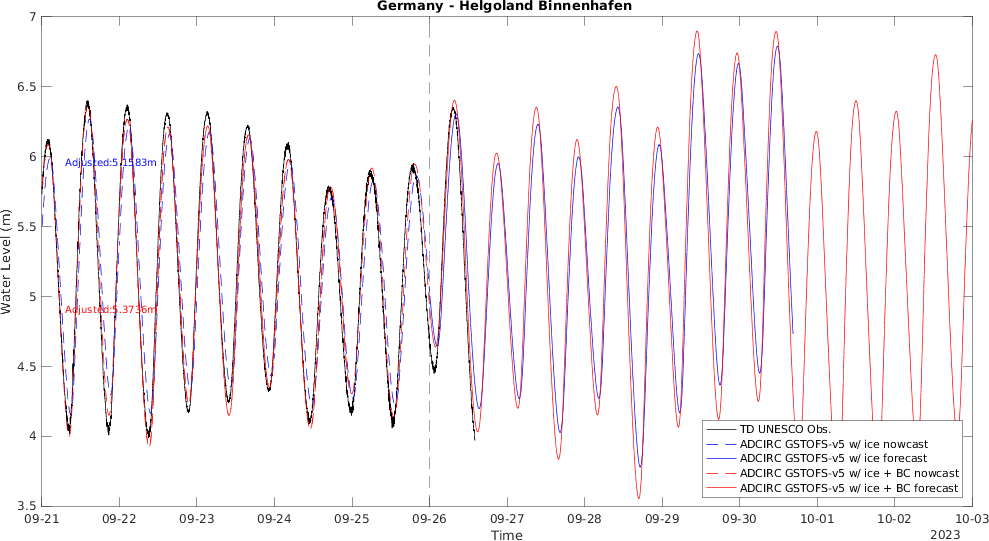 Germany - Helgoland Binnenhafen
7
6.5
6
5.5
5
4.5
4
3.5
Water Level (m)
Adjusted:5.1583m
Adjusted:5.3736m
TD UNESCO Obs.
ADCIRC GSTOFS-v5 w/ ice nowcast
ADCIRC GSTOFS-v5 w/ ice forecast
ADCIRC GSTOFS-v5 w/ ice + BC nowcast
ADCIRC GSTOFS-v5 w/ ice + BC forecast
09-21 09-22 09-23 09-24 09-25 09-26 09-27 09-28 09-29 09-30 10-01 10-02 10-03
Time
2023